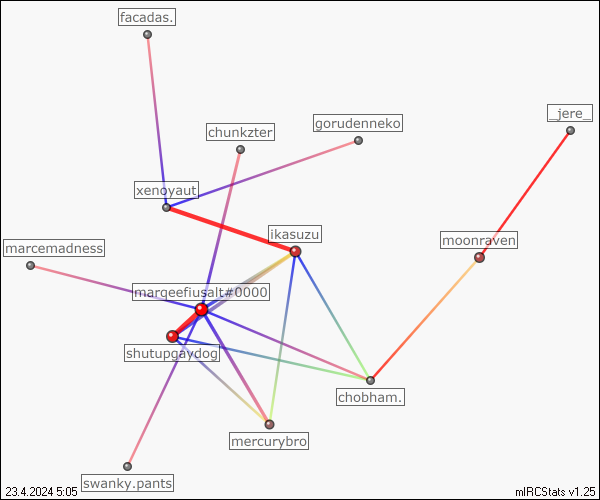 facadas.
_jere_
gorudenneko
chunkzter
xenoyaut
ikasuzu
moonraven
marcemadness
margeefiusalt#0000
shutupgaydog
chobham.
mercurybro
swanky.pants
23.4.2024 5:05
mIRCStats v1.25